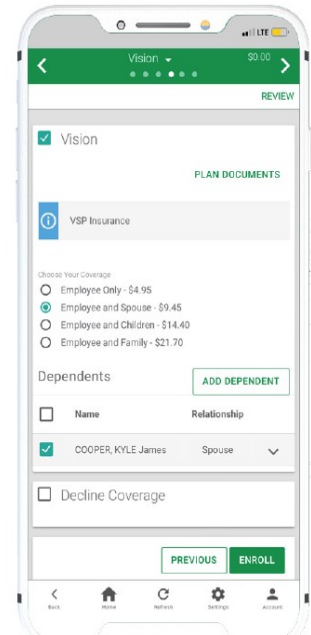 LTE
Vision
$0.00
REVIEW
Vision
PLAN DOCUMENTS
VSP Insurance
Choose Your Coverage
Employee Only - $4.95
Employee and Spouse - $9.45
Employee and Children - $14.40
Employee and Family - $21.70
Dependents
ADD DEPENDENT
Name Relationship
COOPER, KYLE James Spouse
Decline Coverage
PREVIOUS ENROLL
Back Home Refresh Settings Account